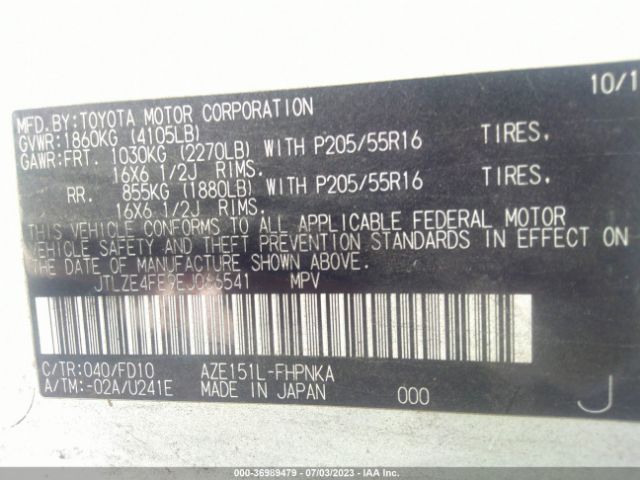 MFD.BY:TOYOTA MOTOR CORPORATION 10/1
GVWR:1860KG (4105LB)
GAWR:FRT. 1030KG (2270LB) WITH P205/55R16 TIRES.
16X6 1/2J RIMS.
RR. 855KG (1880LB) WITH P205/55R16 TIRES.
16X6 1/2J RIMS.
THIS VEHICLE CONFORMS TO ALL APPLICABLE FEDERAL MOTOR
VEHICLE SAFETY AND THEFT PREVENTION STANDARDS IN EFFECT ON
THE DATE OF MANUFACTURE SHOWN ABOVE.
JTLZE4FE9EJ066541 MPV
C/TR:040/FD10 AZE151L-FHPNKA
A/TM:-02A/U241E MADE IN JAPAN 000 J
000-36989479 - 07/03/2023 - IAA Inc.